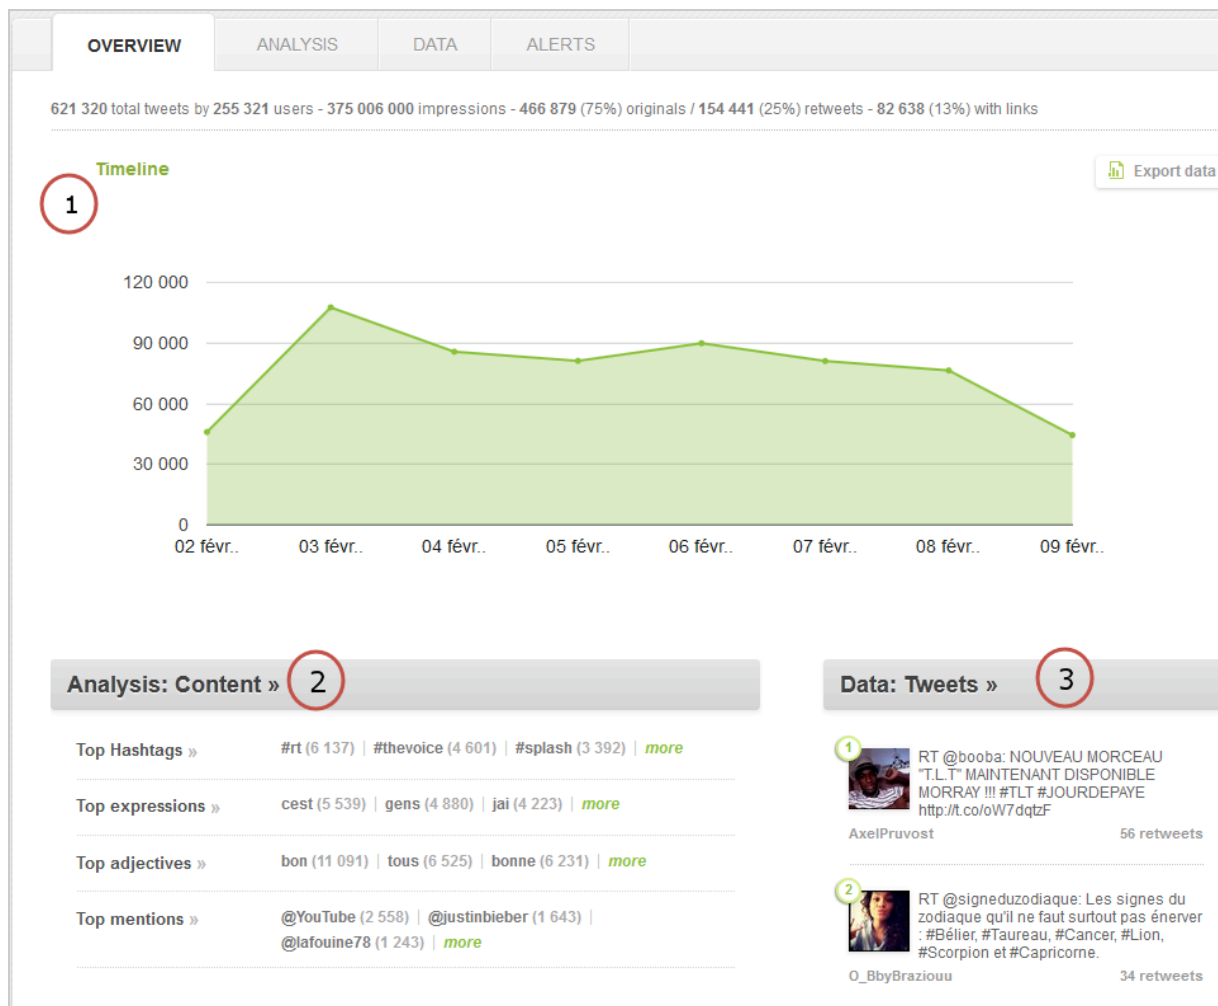 OVERVIEW ANALYSIS DATA ALERTS
621 320 total tweets by 255 321 users - 375 006 000 impressions - 466 879 (75%) originals / 154 441 (25%) retweets - 82 638 (13%) with links
Timeline
Export data
1
120 000
90 000
60 000
30 000
0
02 févr.. 03 févr.. 04 févr.. 05 févr.. 06 févr.. 07 févr.. 08 févr.. 09 févr..
Analysis: Content » 2
Top Hashtags » #rt (6 137) | #thevoice (4 601) | #splash (3 392) | more
Top expressions » cest (5 539) | gens (4 880) | jai (4 223) | more
Top adjectives » bon (11 091) | tous (6 525) | bonne (6 231) | more
Top mentions » @YouTube (2 558) | @justinbieber (1 643) |
@lafouine78 (1 243) | more
Data: Tweets » 3
1
RT @booba: NOUVEAU MORCEAU
"T.L.T" MAINTENANT DISPONIBLE
MORRAY !!! #TLT #JOURDEPAYE
http://t.co/oW7dqtzF
AxelPruvost 56 retweets
2
RT @signeduzodiaque: Les signes du
zodiaque qu'il ne faut surtout pas énerver
: #Bélier, #Taureau, #Cancer, #Lion,
#Scorpion et #Capricorne.
O_BbyBraziouu 34 retweets